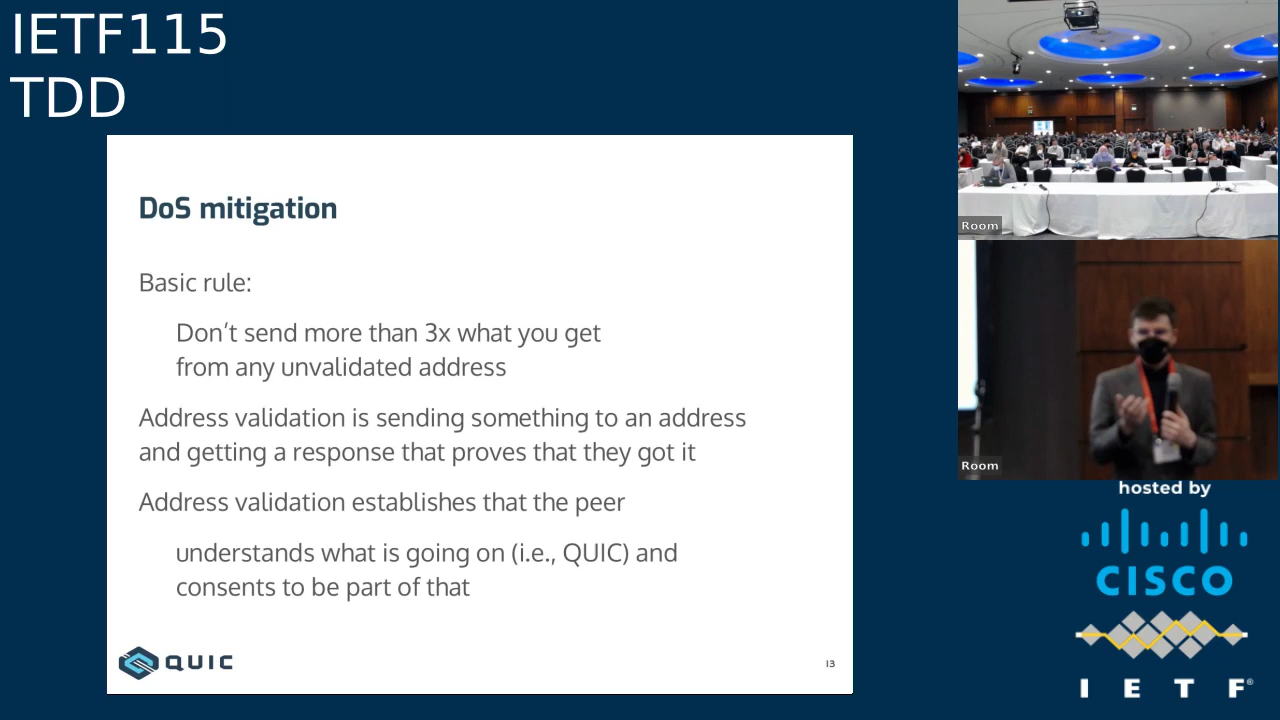 IETF115
TDD
DoS mitigation
Basic rule:
Don’t send more than 3x what you get
from any unvalidated address
Address validation is sending something to an address
and getting a response that proves that they got it
Address validation establishes that the peer
understands what is going on (i.e., QUIC) and
consents to be part of that
QUIC
13
Room
Room
hosted by
CISCO
IETF®